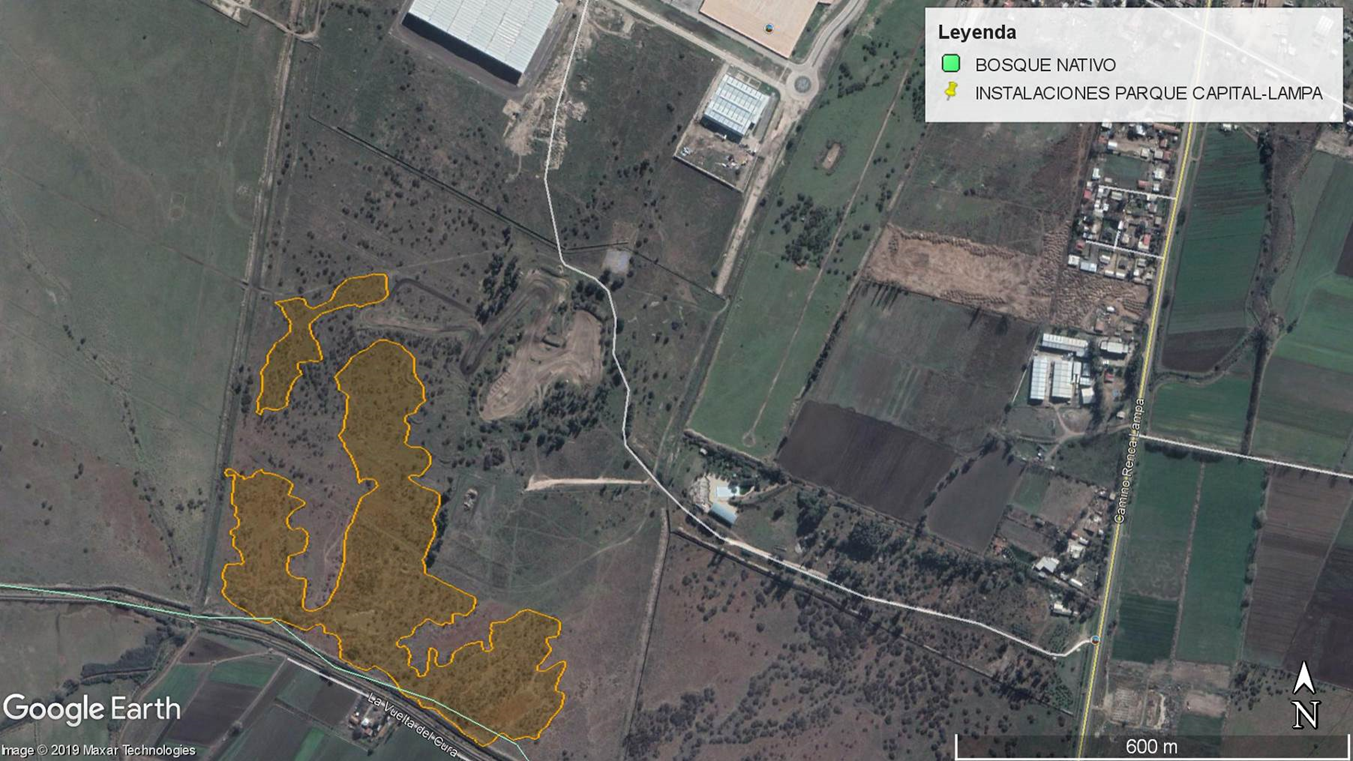 Leyenda
BOSQUE NATIVO
INSTALACIONES PARQUE CAPITAL-LAMPA
Camino Renca Lampa
La Vuelta del Cura
Google Earth
Image © 2019 Maxar Technologies
N
600 m